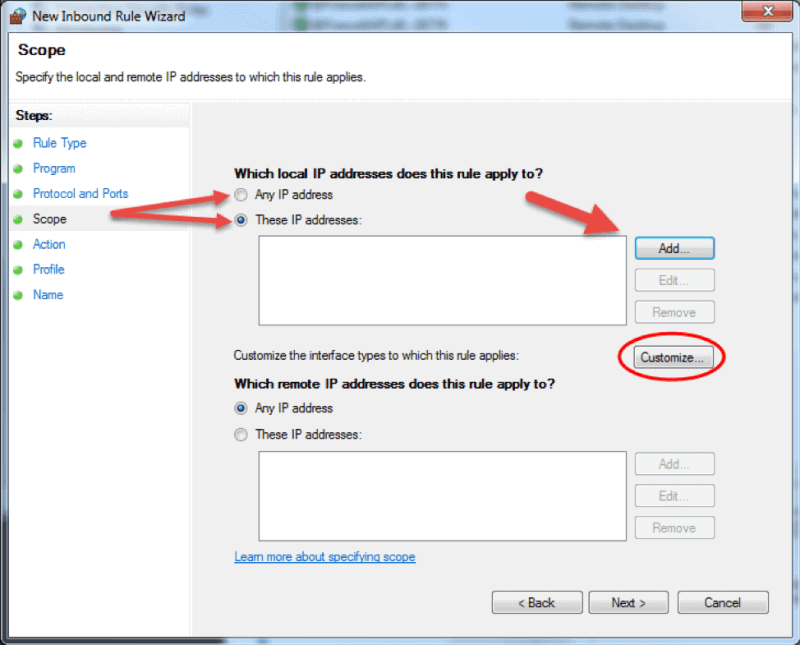 New Inbound Rule Wizard
Scope
Specify the local and remote IP addresses to which this rule applies.
Steps:
Rule Type
Program
Protocol and Ports
Scope
Action
Profile
Name
Which local IP addresses does this rule apply to?
Any IP address
These IP addresses:
Add...
Edit...
Remove
Customize the interface types to which this rule applies:
Customize...
Which remote IP addresses does this rule apply to?
Any IP address
These IP addresses:
Add...
Edit...
Remove
Learn more about specifying scope
< Back
Next >
Cancel